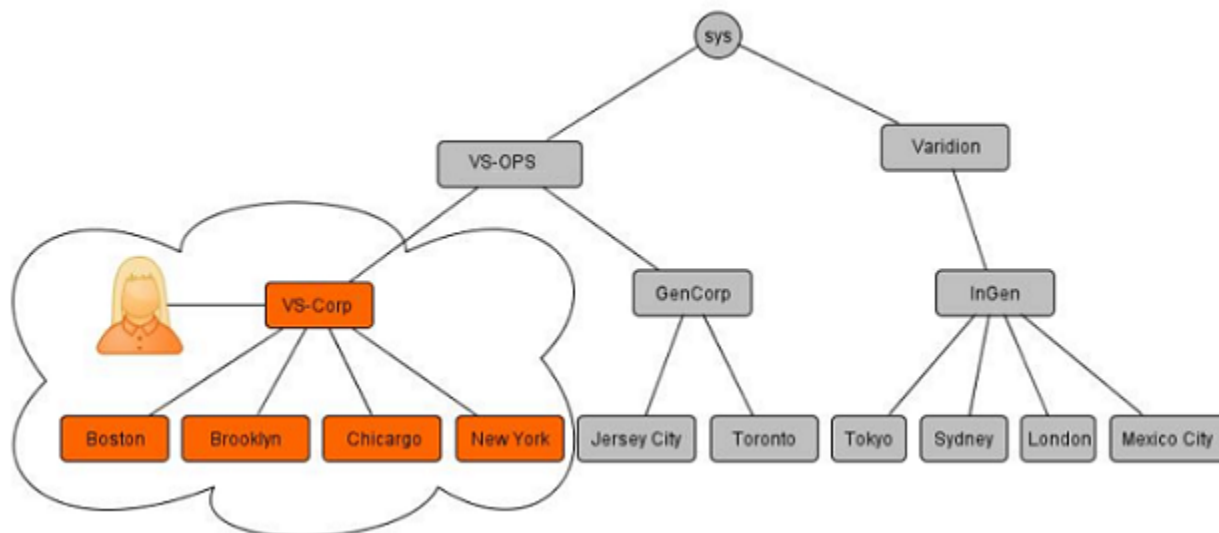 sys
VS-OPS
Varidion
VS-Corp
GenCorp
InGen
Boston
Brooklyn
Chicargo
New York
Jersey City
Toronto
Tokyo
Sydney
London
Mexico City